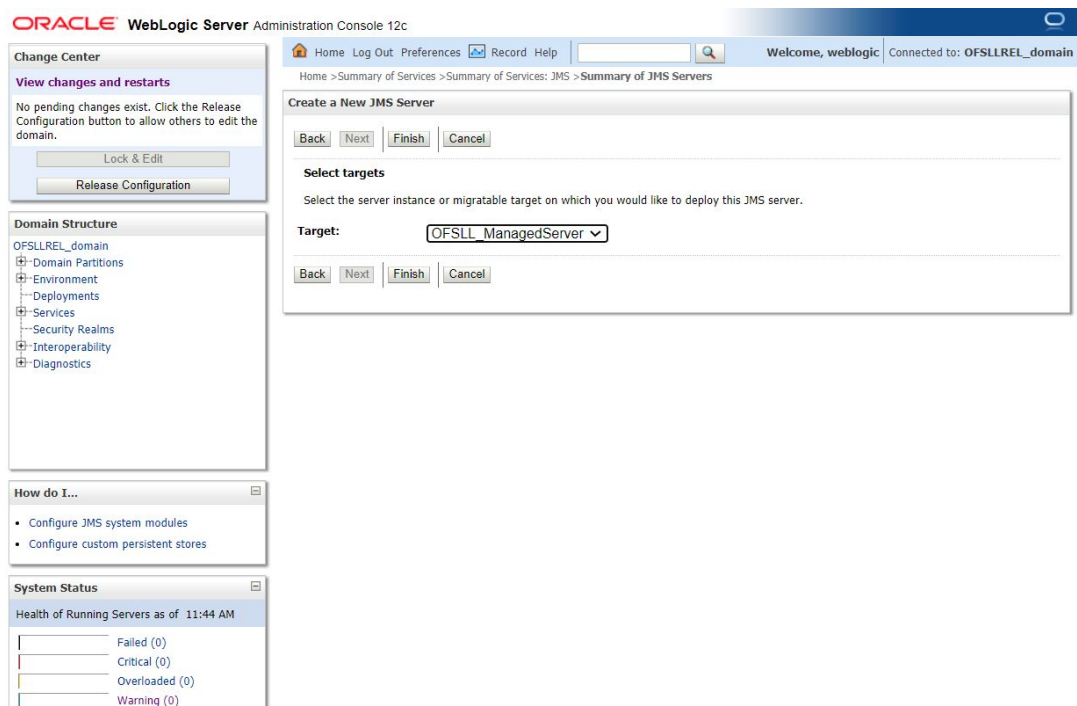 ORACLE WebLogic Server Administration Console 12c
Change Center
View changes and restarts
No pending changes exist. Click the Release
Configuration button to allow others to edit the
domain.
Lock & Edit
Release Configuration
Domain Structure
OFSLLREL_domain
Domain Partitions
Environment
Deployments
Services
Security Realms
Interoperability
Diagnostics
How do I...
Configure JMS system modules
Configure custom persistent stores
System Status
Health of Running Servers as of 11:44 AM
Failed (0)
Critical (0)
Overloaded (0)
Warning (0)
Home Log Out Preferences Record Help
Welcome, weblogic Connected to: OFSLLREL_domain
Home >Summary of Services >Summary of Services: JMS >Summary of JMS Servers
Create a New JMS Server
Back Next Finish Cancel
Select targets
Select the server instance or migratable target on which you would like to deploy this JMS server.
Target: OFSLL_ManagedServer
Back Next Finish Cancel